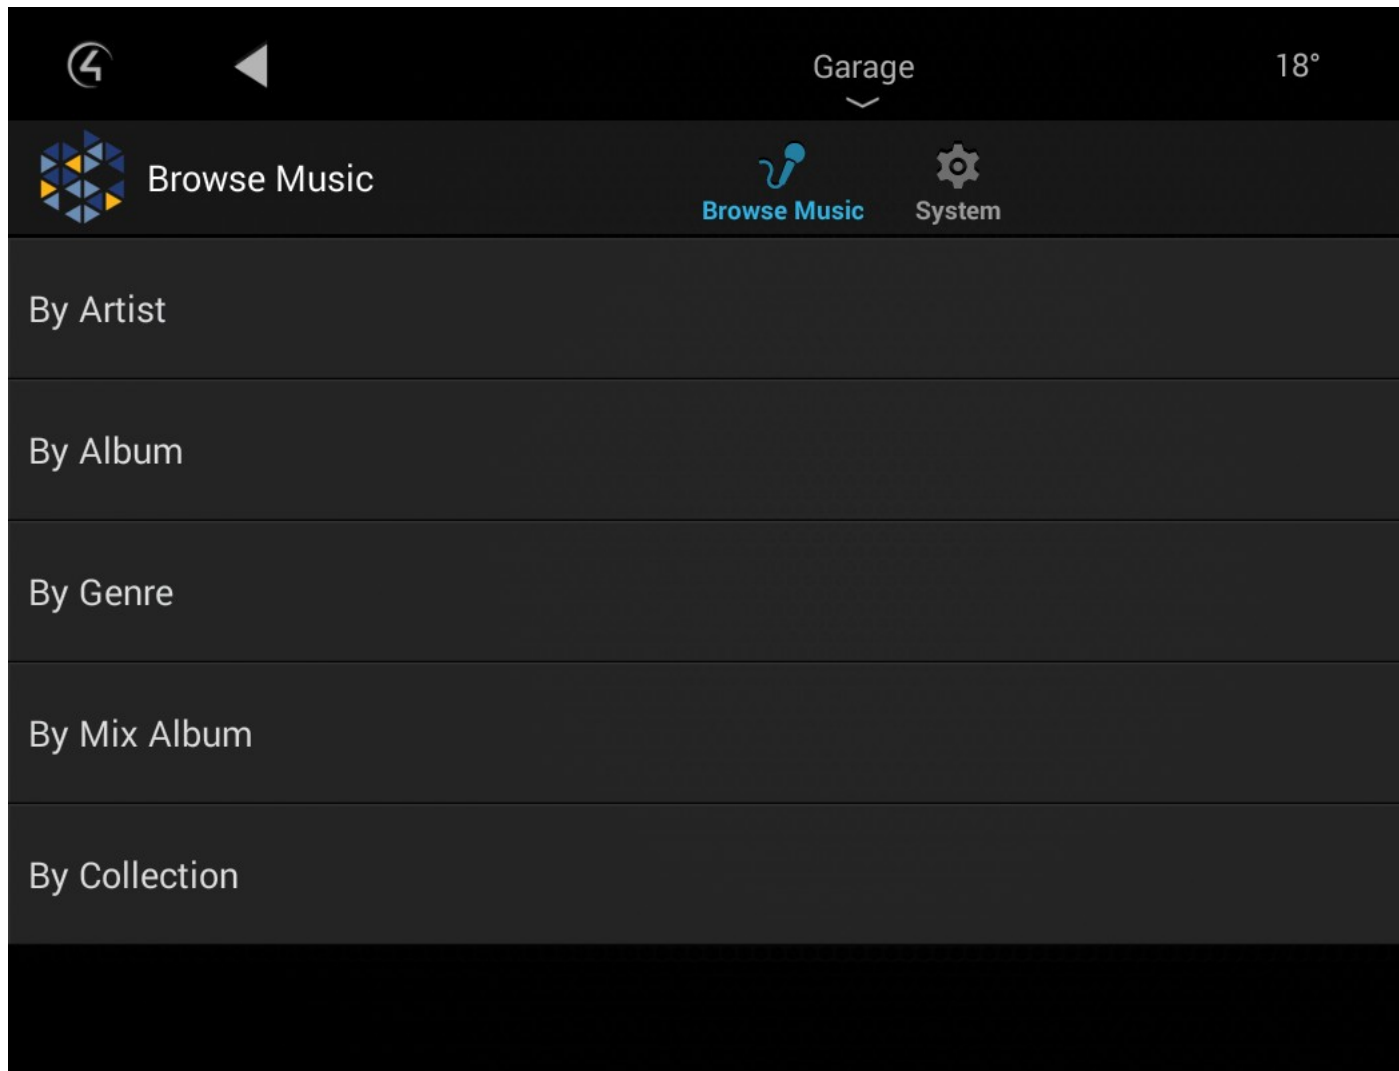 Garage
18°
Browse Music
Browse Music
System
By Artist
By Album
By Genre
By Mix Album
By Collection